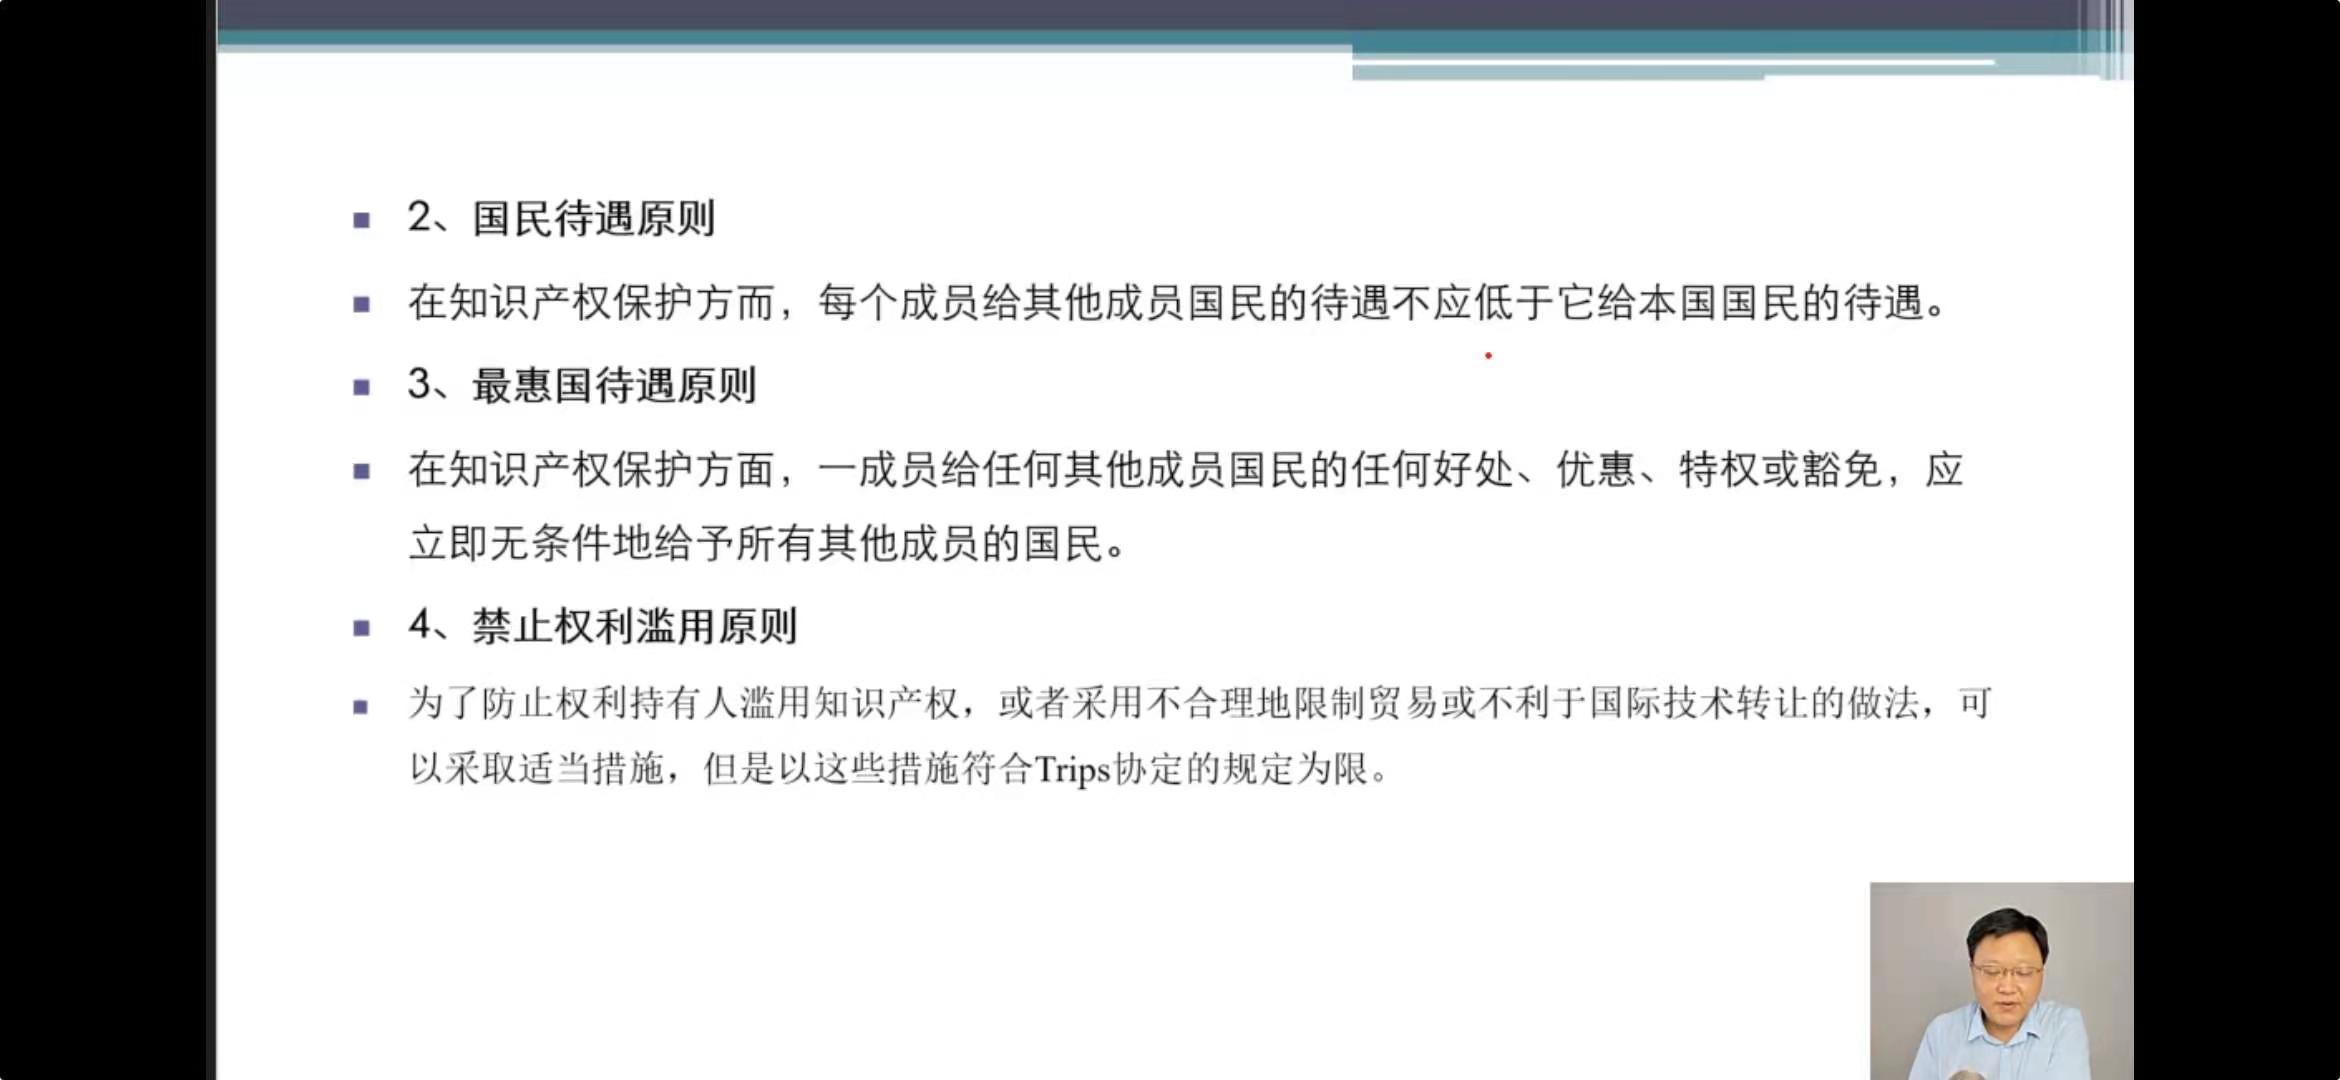 2、国民待遇原则
在知识产权保护方而，每个成员给其他成员国民的待遇不应低于它给本国国民的待遇。
3、最惠国待遇原则
在知识产权保护方面，一成员给任何其他成员国民的任何好处、优惠、特权或豁免，应
立即无条件地给予所有其他成员的国民。
4、禁止权利滥用原则
为了防止权利持有人滥用知识产权，或者采用不合理地限制贸易或不利于国际技术转让的做法，可
以采取适当措施，但是以这些措施符合Trips协定的规定为限。